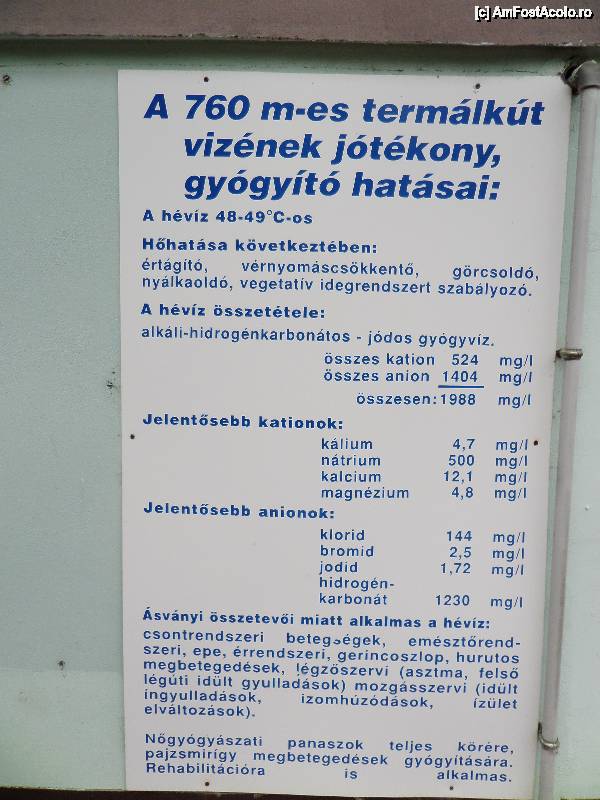 [c] AmFostAcolo.ro
A 760 m-es termálkút
vizének jótékony,
gyógyító hatásai:
A hévíz 48-49°C-os
Hőhatása következtében:
értágító, vérnyomáscsökkentő, görcsoldó,
nyálkaoldó, vegetatív idegrendszert szabályozó.
A hévíz összetétele:
alkáli-hidrogénkarbonátos - jódos gyógyvíz.
összes kation 524 mg/l
összes anion 1404 mg/l
összesen: 1988 mg/l
Jelentősebb kationok:
kálium 4,7 mg/l
nátrium 500 mg/l
kalcium 12,1 mg/l
magnézium 4,8 mg/l
Jelentősebb anionok:
klorid 144 mg/l
bromid 2,5 mg/l
jodid 1,72 mg/l
hidrogén-
karbonát 1230 mg/l
Ásványi összetevői miatt alkalmas a hévíz:
csontrendszeri betegségek, emésztőrend-
szeri, epe, érrendszeri, gerincoszlop, hurutos
megbetegedések, légzőszervi (asztma, felső
légúti idült gyulladások) mozgásszervi (idült
íngyulladások, izomhúzódások, ízület
elváltozások).
Nőgyógyászati panaszok teljes körére,
pajzsmirígy megbetegedések gyógyítására.
Rehabilitációra is alkalmas.